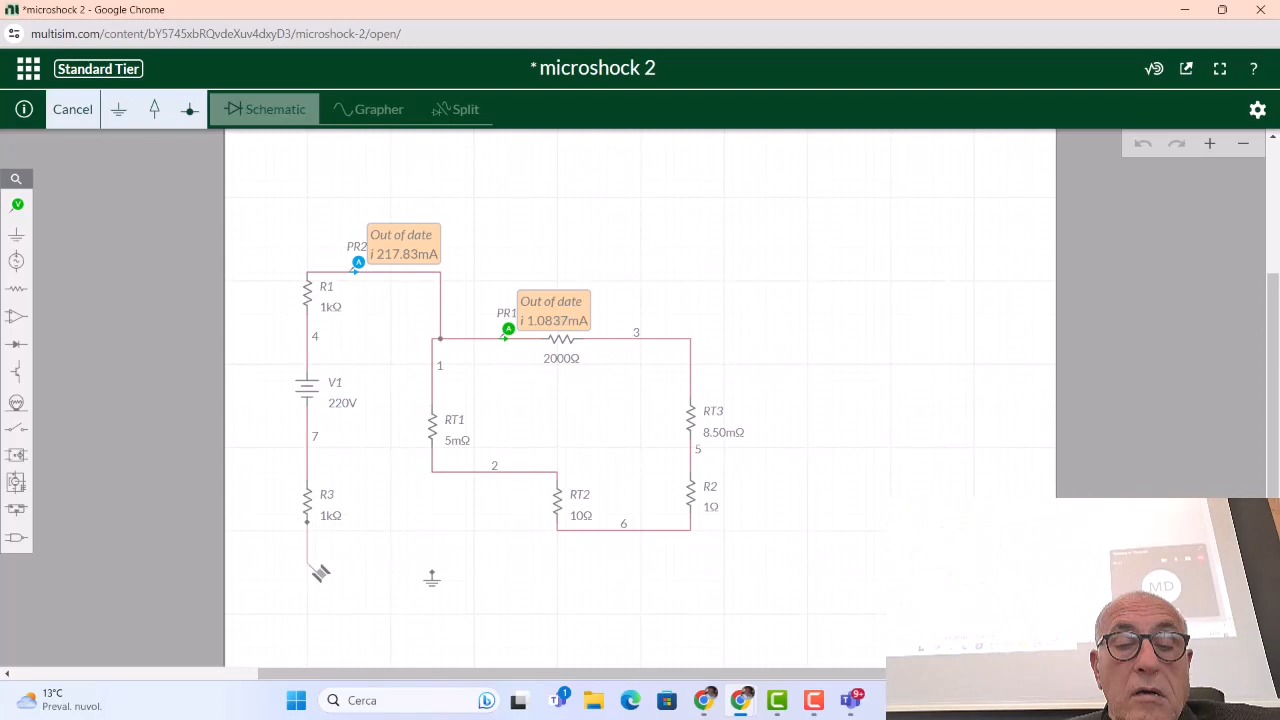 *microshock 2 - Google Chrome
multisim.com/content/bY5745xbRQvdeXuv4dxyD3/microshock-2/open/
Standard Tier
*microshock 2
?
Cancel
Schematic
Grapher
Split
Out of date
i 217.83mA
PR2
A
R1
1kΩ
Out of date
i 1.0837mA
PR1
A
3
2000Ω
4
1
V1
220V
RT1
5mΩ
RT3
8.50mΩ
7
5
2
R3
1kΩ
RT2
10Ω
R2
1Ω
6
V
MD
13°C
Preval. nuvol.
Cerca
1
9+